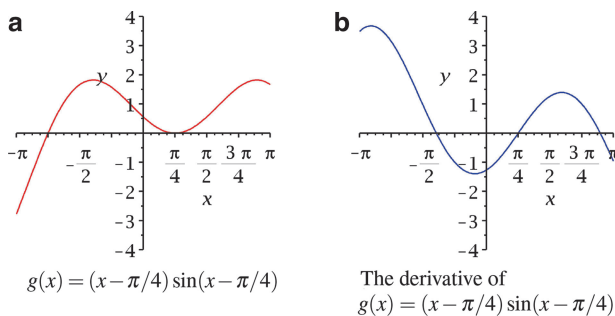 a
b
4
3
2
1
-1
-2
-3
-4
y
-π
-π/2
π/4
π/2
3π/4
π
x
4
3
2
1
-1
-2
-3
-4
y
-π
-π/2
π/4
π/2
3π/4
π
x
g(x) = (x−π/4) sin(x−π/4)
The derivative of
g(x) = (x−π/4) sin(x−π/4)